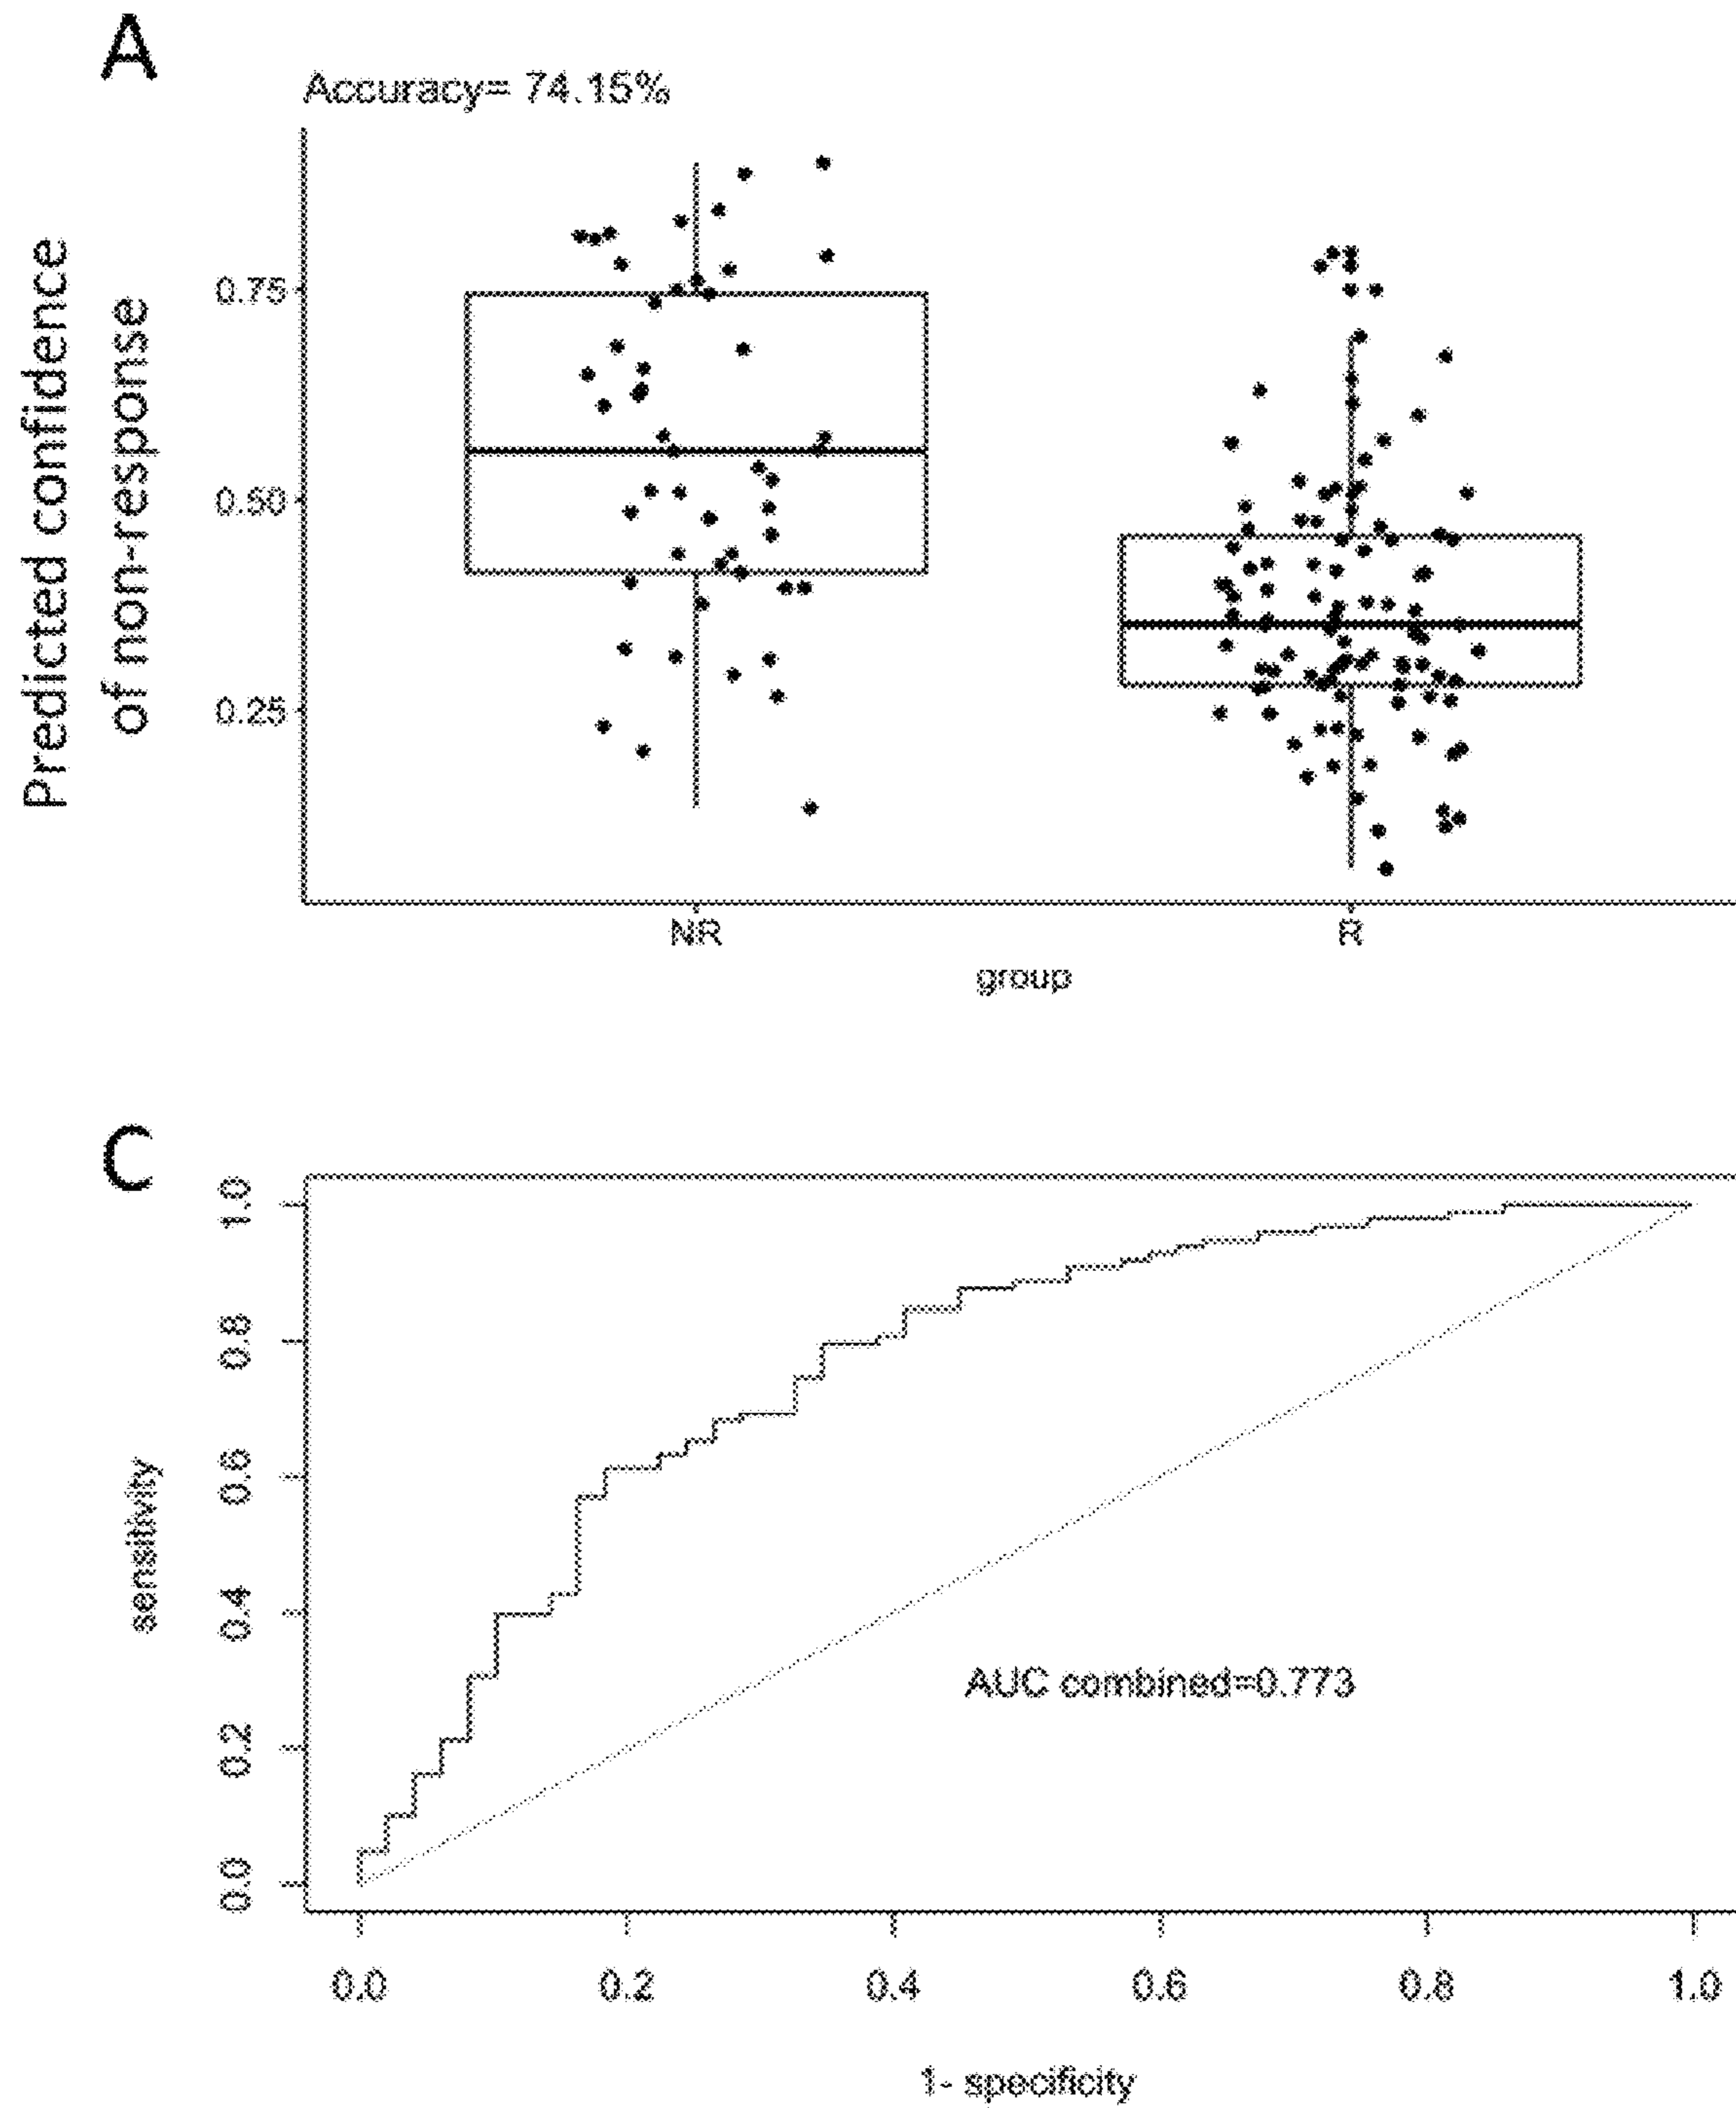 A
Accuracy= 74.15%
Predicted confidence
of non-response
0.75
0.50
0.25
NR
R
group
C
1.0
0.8
0.6
0.4
0.2
0.0
sensitivity
AUC combined=0.773
0.0
0.2
0.4
0.6
0.8
1.0
1- specificity